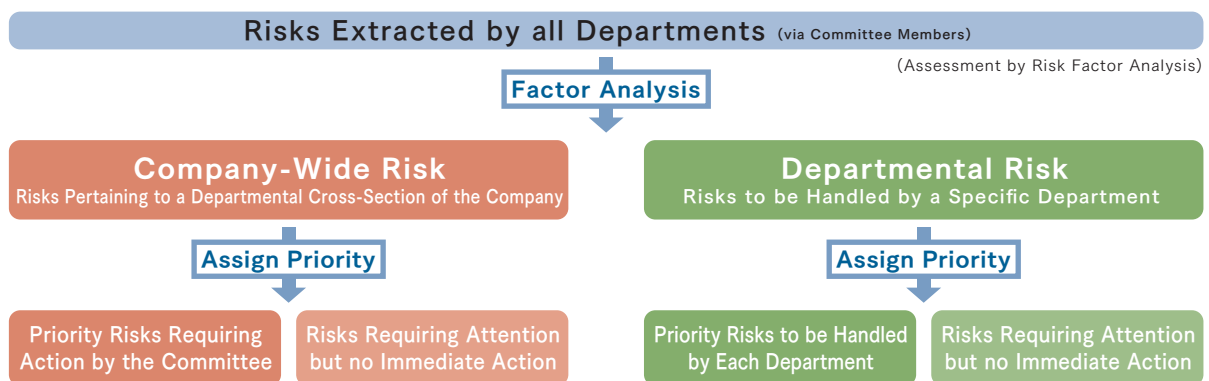 Risks Extracted by all Departments (via Committee Members)
(Assessment by Risk Factor Analysis)
Factor Analysis
Company-Wide Risk
Risks Pertaining to a Departmental Cross-Section of the Company
Departmental Risk
Risks to be Handled by a Specific Department
Assign Priority
Assign Priority
Priority Risks Requiring
Action by the Committee
Risks Requiring Attention
but no Immediate Action
Priority Risks to be Handled
by Each Department
Risks Requiring Attention
but no Immediate Action